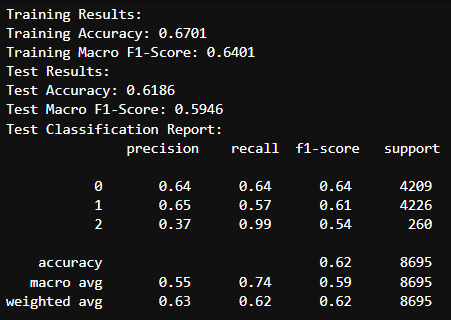 Training Results:
Training Accuracy: 0.6701
Training Macro F1-Score: 0.6401
Test Results:
Test Accuracy: 0.6186
Test Macro F1-Score: 0.5946
Test Classification Report:
precision recall f1-score support
0 0.64 0.64 0.64 4209
1 0.65 0.57 0.61 4226
2 0.37 0.99 0.54 260
accuracy 0.62 8695
macro avg 0.55 0.74 0.59 8695
weighted avg 0.63 0.62 0.62 8695